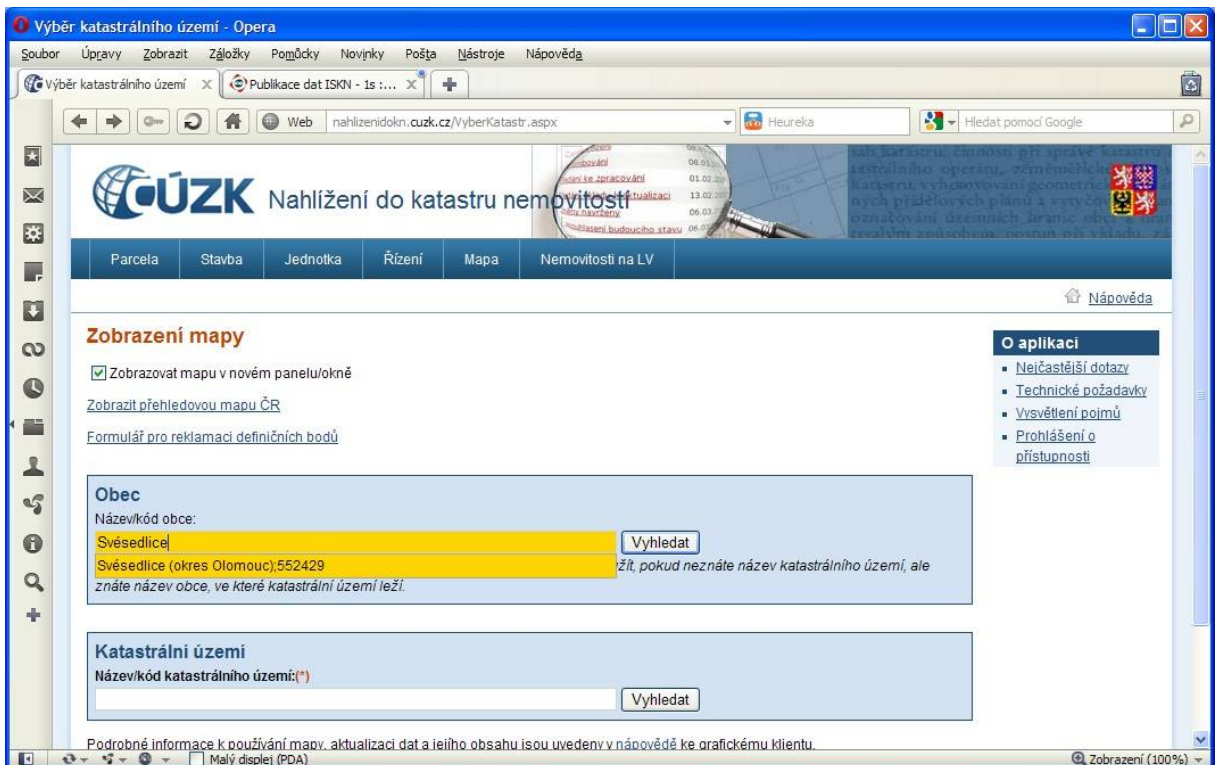 Výběr katastrálního území - Opera
Soubor Úpravy Zobrazit Záložky Pomůcky Novinky Pošta Nástroje Nápověda
Výběr katastrálního území Publikace dat ISKN - 1s :...
Web nahlizenidokn.cuzk.cz/VyberKatastr.aspx Heureka Hledat pomocí Google
ČÚZK Nahlížení do katastru nemovitostí
Parcela Stavba Jednotka Řízení Mapa Nemovitosti na LV
Nápověda
Zobrazení mapy
Zobrazovat mapu v novém panelu/okně
Zobrazit přehledovou mapu ČR
Formulář pro reklamaci definičních bodů
O aplikaci
Nejčastější dotazy
Technické požadavky
Vysvětlení pojmů
Prohlášení o
přístupnosti
Obec
Název/kód obce:
Svésedlice Vyhledat
Svésedlice (okres Olomouc);552429 žít, pokud neznáte název katastrálního území, ale
znáte název obce, ve které katastrální území leží.
Katastrální území
Název/kód katastrálního území:(*)
Vyhledat
Podrobné informace k používání mapy, aktualizaci dat a jejího obsahu jsou uvedeny v nápovědě ke grafickému klientu.
Malý displej (PDA) Zobrazení (100%)